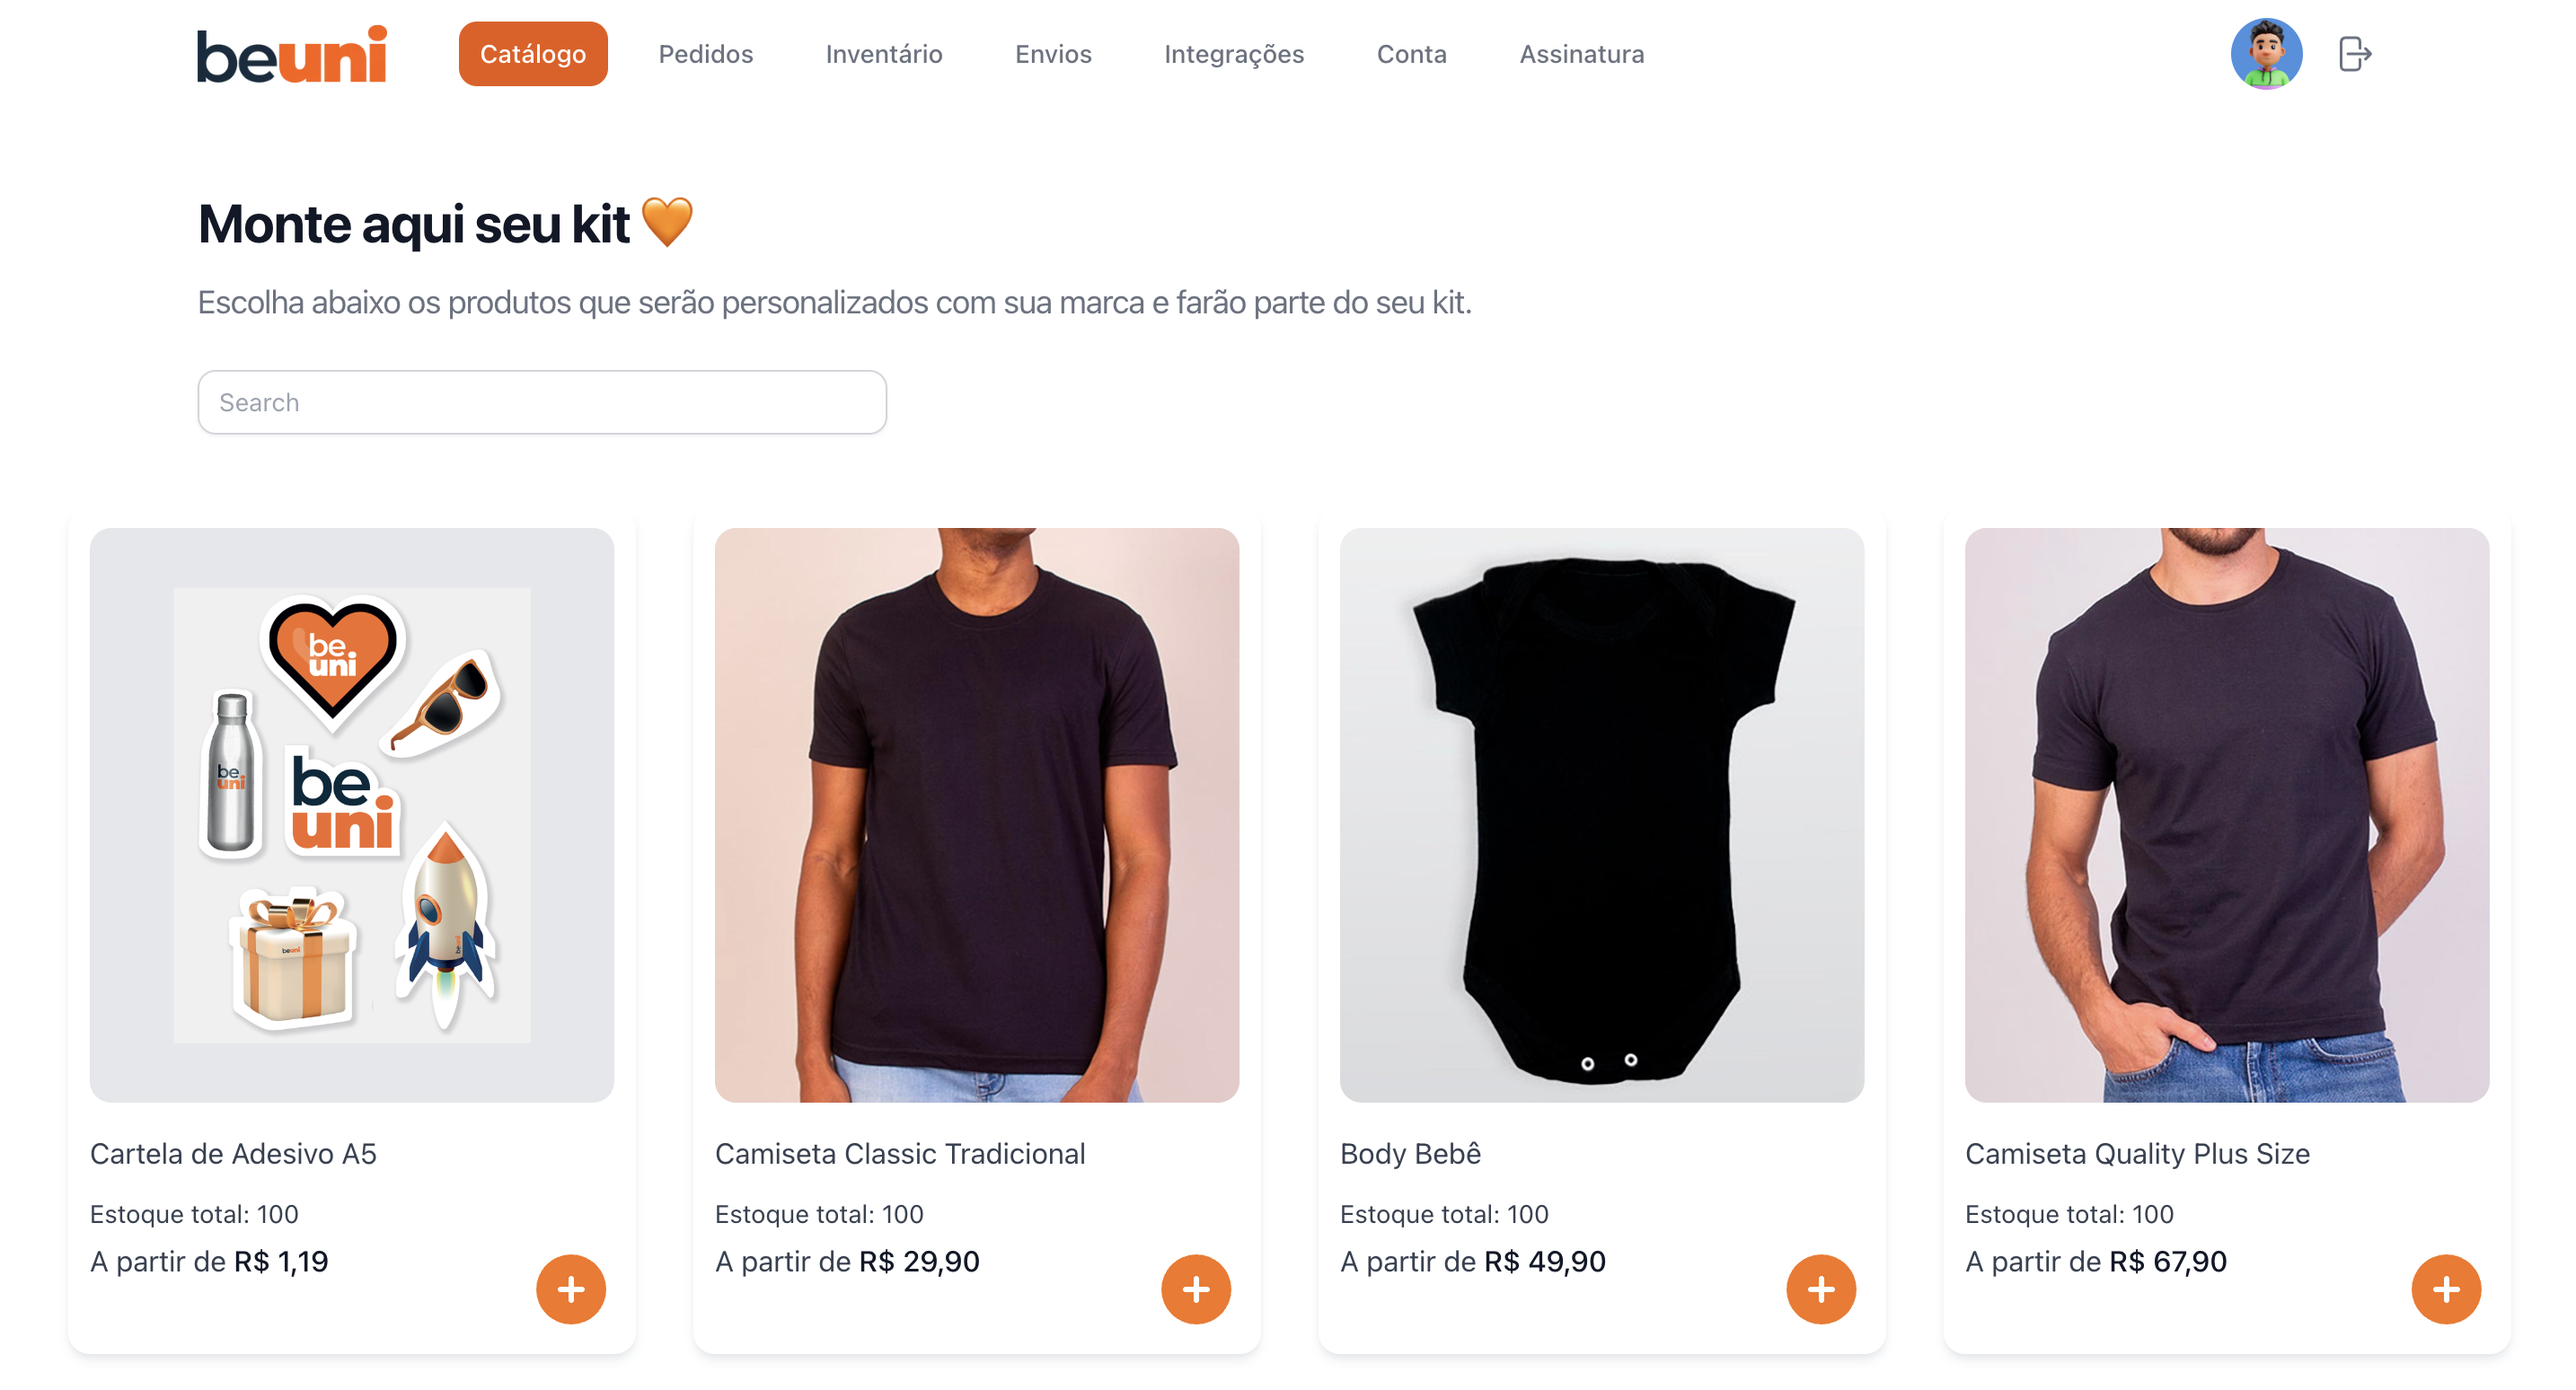 beuni
Catálogo Pedidos Inventário Envios Integrações Conta Assinatura
Monte aqui seu kit 🧡
Escolha abaixo os produtos que serão personalizados com sua marca e farão parte do seu kit.
Search
be
uni
be
uni
be
uni
beuni
Cartela de Adesivo A5
Estoque total: 100
A partir de R$ 1,19
Camiseta Classic Tradicional
Estoque total: 100
A partir de R$ 29,90
Body Bebê
Estoque total: 100
A partir de R$ 49,90
Camiseta Quality Plus Size
Estoque total: 100
A partir de R$ 67,90